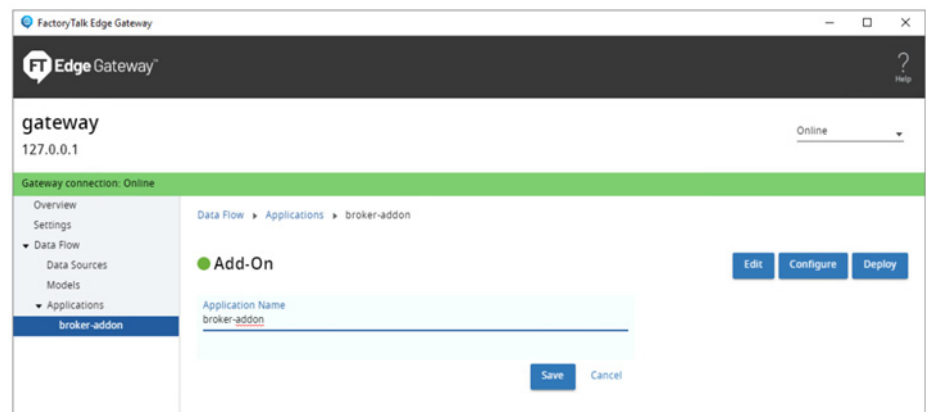 FactoryTalk Edge Gateway
FT Edge Gateway™
?
Help
gateway
127.0.0.1
Online
Gateway connection: Online
Overview
Settings
Data Flow
Data Sources
Models
Applications
broker-addon
Data Flow ▸ Applications ▸ broker-addon
Add-On
Edit
Configure
Deploy
Application Name
broker-addon
Save
Cancel